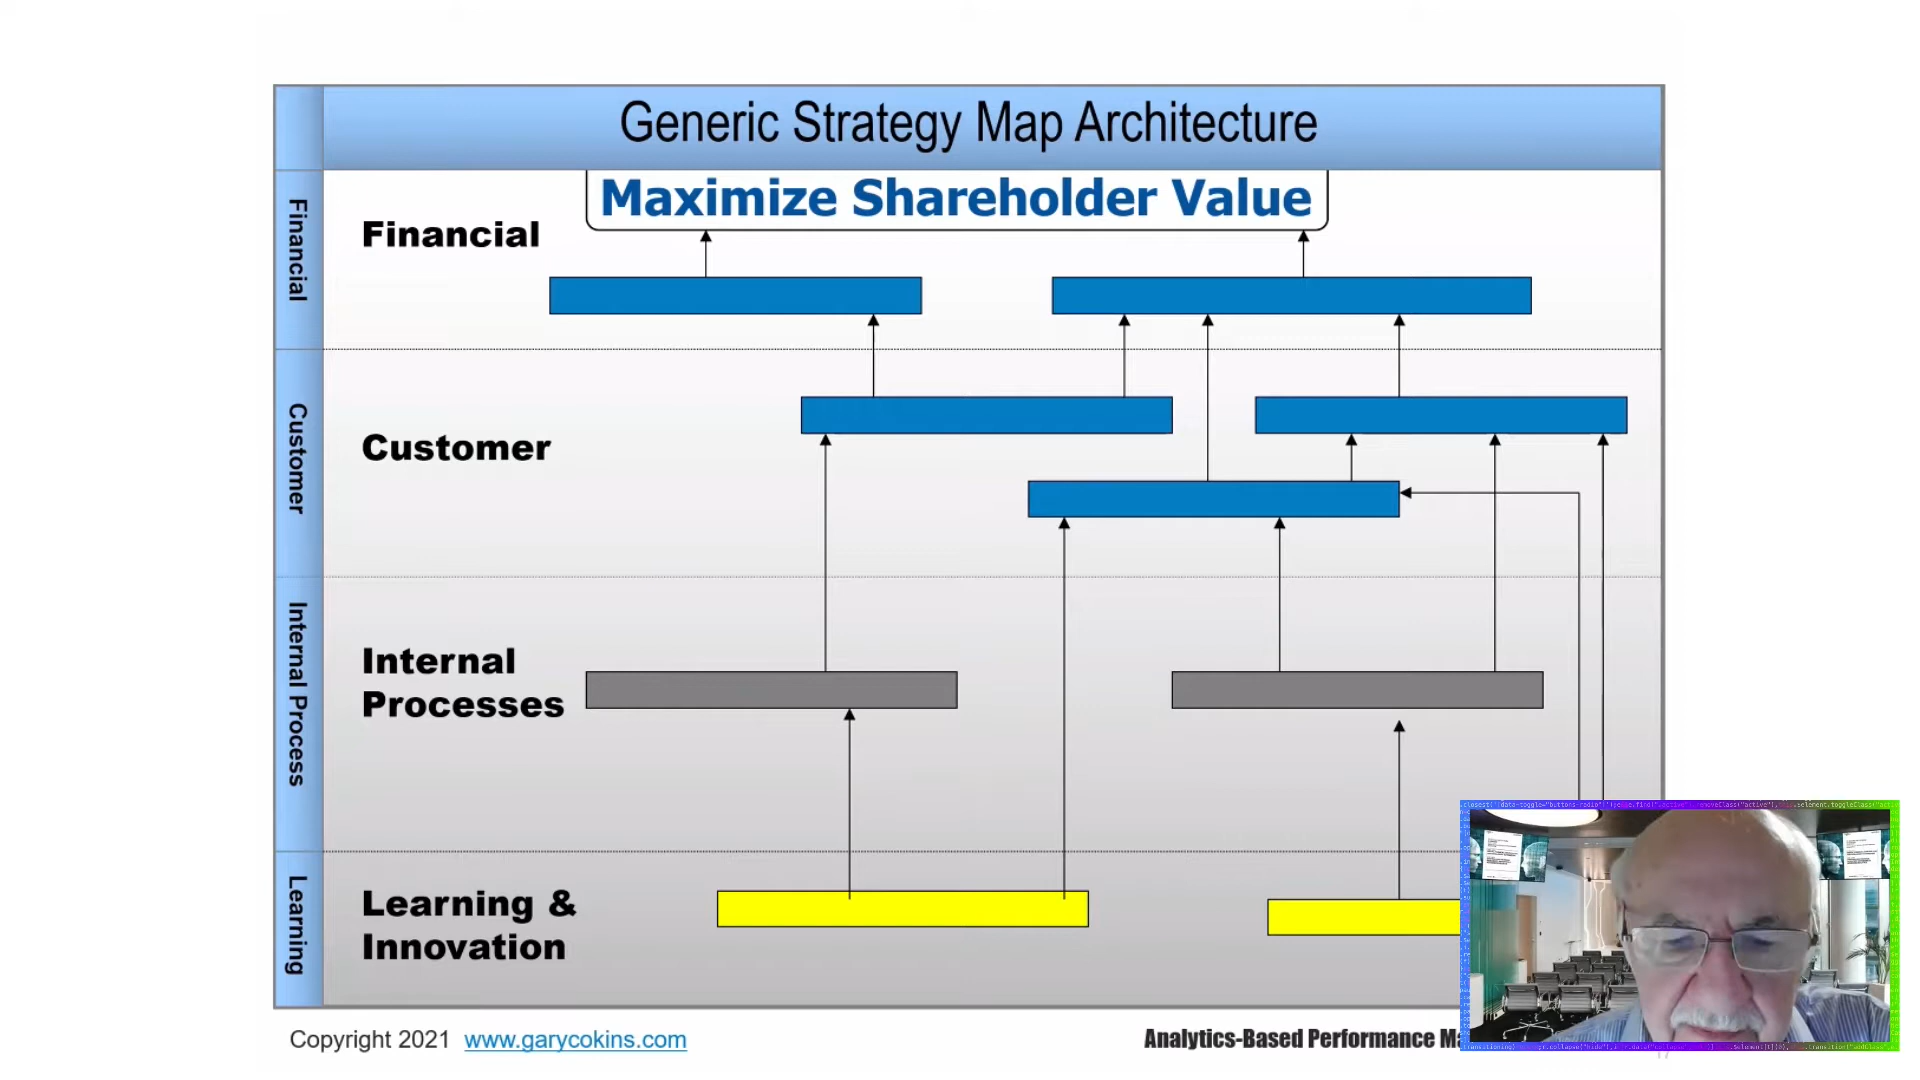 Generic Strategy Map Architecture
Maximize Shareholder Value
Financial
Financial
Customer
Customer
Internal Process
Internal
Processes
Learning
Learning &
Innovation
Copyright 2021 www.garycokins.com
Analytics-Based Performance